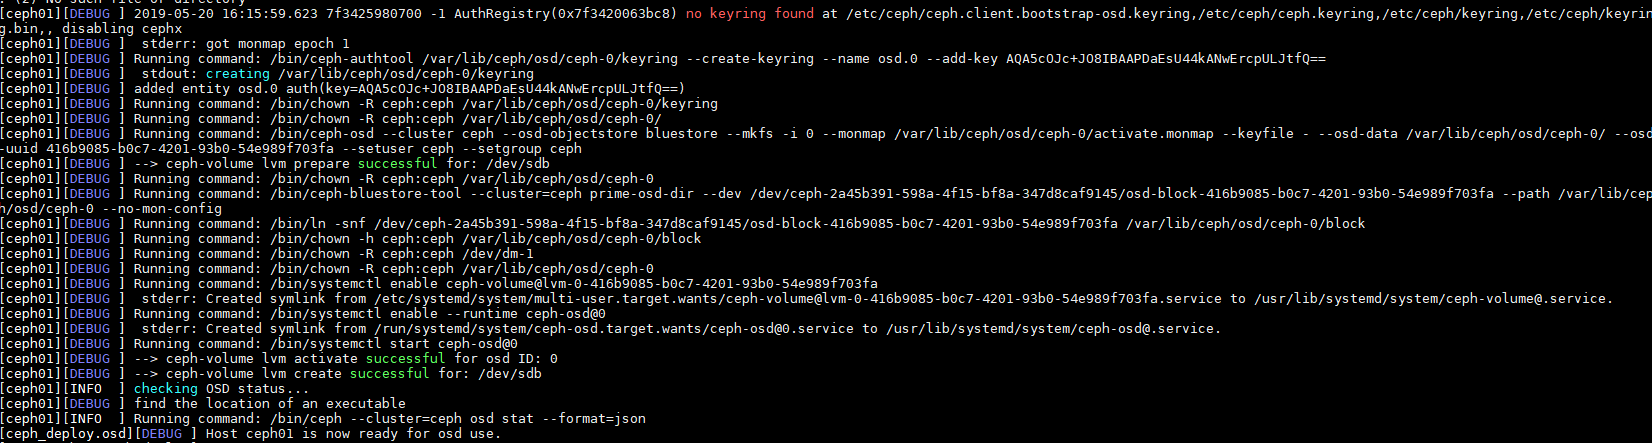 : (2) No such file or directory
[ceph01][DEBUG ] 2019-05-20 16:15:59.623 7f3425980700 -1 AuthRegistry(0x7f3420063bc8) no keyring found at /etc/ceph/ceph.client.bootstrap-osd.keyring,/etc/ceph/ceph.keyring,/etc/ceph/keyring,/etc/ceph/keyrin
g.bin,, disabling cephx
[ceph01][DEBUG ]  stderr: got monmap epoch 1
[ceph01][DEBUG ] Running command: /bin/ceph-authtool /var/lib/ceph/osd/ceph-0/keyring --create-keyring --name osd.0 --add-key AQA5cOJc+JO8IBAAPDaEsU44kANwErcpULJtfQ==
[ceph01][DEBUG ]  stdout: creating /var/lib/ceph/osd/ceph-0/keyring
[ceph01][DEBUG ] added entity osd.0 auth(key=AQA5cOJc+JO8IBAAPDaEsU44kANwErcpULJtfQ==)
[ceph01][DEBUG ] Running command: /bin/chown -R ceph:ceph /var/lib/ceph/osd/ceph-0/keyring
[ceph01][DEBUG ] Running command: /bin/chown -R ceph:ceph /var/lib/ceph/osd/ceph-0/
[ceph01][DEBUG ] Running command: /bin/ceph-osd --cluster ceph --osd-objectstore bluestore --mkfs -i 0 --monmap /var/lib/ceph/osd/ceph-0/activate.monmap --keyfile - --osd-data /var/lib/ceph/osd/ceph-0/ --osd
-uuid 416b9085-b0c7-4201-93b0-54e989f703fa --setuser ceph --setgroup ceph
[ceph01][DEBUG ] --> ceph-volume lvm prepare successful for: /dev/sdb
[ceph01][DEBUG ] Running command: /bin/chown -R ceph:ceph /var/lib/ceph/osd/ceph-0
[ceph01][DEBUG ] Running command: /bin/ceph-bluestore-tool --cluster=ceph prime-osd-dir --dev /dev/ceph-2a45b391-598a-4f15-bf8a-347d8caf9145/osd-block-416b9085-b0c7-4201-93b0-54e989f703fa --path /var/lib/cep
h/osd/ceph-0 --no-mon-config
[ceph01][DEBUG ] Running command: /bin/ln -snf /dev/ceph-2a45b391-598a-4f15-bf8a-347d8caf9145/osd-block-416b9085-b0c7-4201-93b0-54e989f703fa /var/lib/ceph/osd/ceph-0/block
[ceph01][DEBUG ] Running command: /bin/chown -h ceph:ceph /var/lib/ceph/osd/ceph-0/block
[ceph01][DEBUG ] Running command: /bin/chown -R ceph:ceph /dev/dm-1
[ceph01][DEBUG ] Running command: /bin/chown -R ceph:ceph /var/lib/ceph/osd/ceph-0
[ceph01][DEBUG ] Running command: /bin/systemctl enable ceph-volume@lvm-0-416b9085-b0c7-4201-93b0-54e989f703fa
[ceph01][DEBUG ]  stderr: Created symlink from /etc/systemd/system/multi-user.target.wants/ceph-volume@lvm-0-416b9085-b0c7-4201-93b0-54e989f703fa.service to /usr/lib/systemd/system/ceph-volume@.service.
[ceph01][DEBUG ] Running command: /bin/systemctl enable --runtime ceph-osd@0
[ceph01][DEBUG ]  stderr: Created symlink from /run/systemd/system/ceph-osd.target.wants/ceph-osd@0.service to /usr/lib/systemd/system/ceph-osd@.service.
[ceph01][DEBUG ] Running command: /bin/systemctl start ceph-osd@0
[ceph01][DEBUG ] --> ceph-volume lvm activate successful for osd ID: 0
[ceph01][DEBUG ] --> ceph-volume lvm create successful for: /dev/sdb
[ceph01][INFO  ] checking OSD status...
[ceph01][DEBUG ] find the location of an executable
[ceph01][INFO  ] Running command: /bin/ceph --cluster=ceph osd stat --format=json
[ceph_deploy.osd][DEBUG ] Host ceph01 is now ready for osd use.